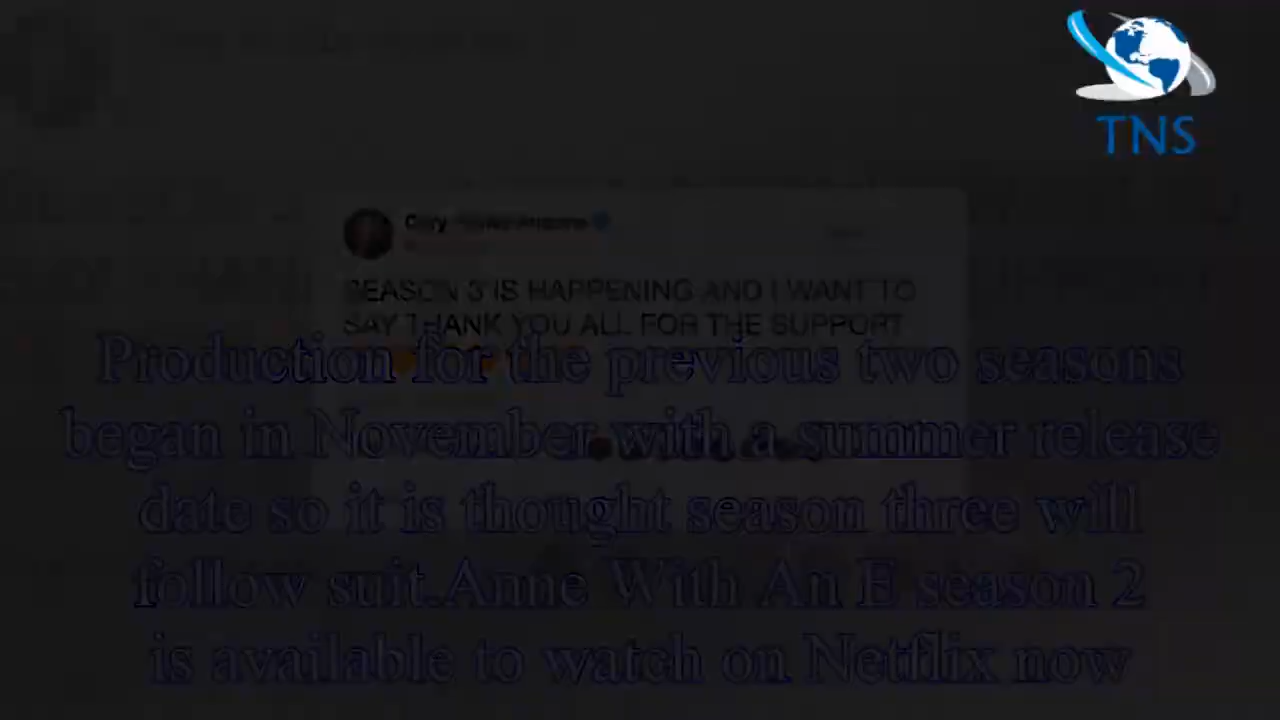 TNS
SEASON 3 IS HAPPENING AND I WANT TO
SAY THANK YOU ALL FOR THE SUPPORT
Production for the previous two seasons
began in November with a summer release
date so it is thought season three will
follow suit.Anne With An E season 2
is available to watch on Netflix now